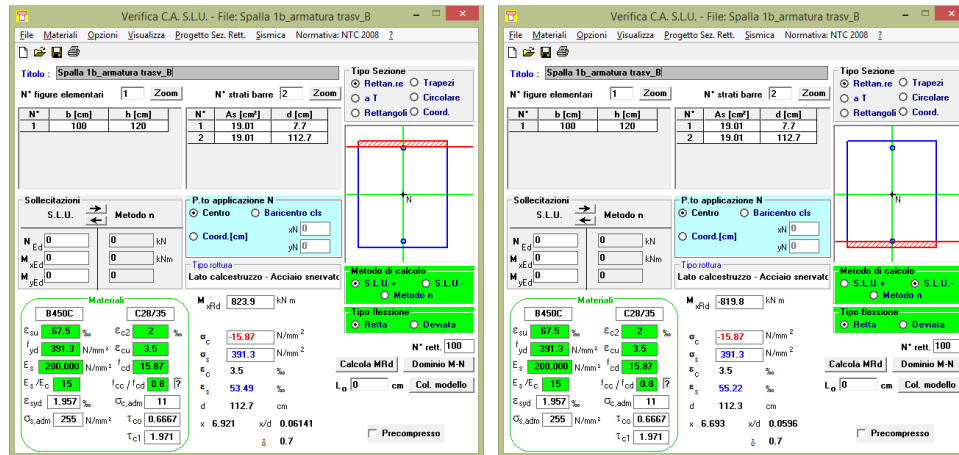 Verifica C.A. S.L.U. - File: Spalla 1b_armatura trasv_B
File Materiali Opzioni Visualizza Progetto Sez. Rett. Sismica Normativa: NTC 2008 ?
Titolo : Spalla 1b_armatura trasv_B
N° figure elementari 1 Zoom N° strati barre 2 Zoom
N° b [cm] h [cm]
1 100 120
N° As [cm²] d [cm]
1 19.01 7.7
2 19.01 112.7
Tipo Sezione
Rettan.re Trapezi
a T Circolare
Rettangoli Coord.
N
Sollecitazioni
S.L.U. Metodo n
N Ed 0 0 kN
M xEd 0 0 kNm
M yEd 0 0
P.to applicazione N
Centro Baricentro cls
Coord.[cm] xN 0
yN 0
Tipo rottura
Lato calcestruzzo - Acciaio snervato
Metodo di calcolo
S.L.U.+ S.L.U.-
Metodo n
Tipo flessione
Retta Deviata
N° rett. 100
Calcola MRd Dominio M-N
L₀ 0 cm Col. modello
Precompresso
Materiali
B450C C28/35
εsu 67.5 ‰ εc2 2 ‰
fyd 391.3 N/mm² εcu 3.5
Es 200,000 N/mm² fcd 15.87
Es/Ec 15 fcc/fcd 0.8 ?
εsyd 1.957 ‰ σc,adm 11
σs,adm 255 N/mm² τco 0.6667
τc1 1.971
M xRd 823.9 kN m
σc -15.87 N/mm²
σs 391.3 N/mm²
εc 3.5 ‰
εs 53.49 ‰
d 112.7 cm
x 6.921 x/d 0.06141
δ 0.7
Verifica C.A. S.L.U. - File: Spalla 1b_armatura trasv_B
File Materiali Opzioni Visualizza Progetto Sez. Rett. Sismica Normativa: NTC 2008 ?
Titolo : Spalla 1b_armatura trasv_B
N° figure elementari 1 Zoom N° strati barre 2 Zoom
N° b [cm] h [cm]
1 100 120
N° As [cm²] d [cm]
1 19.01 7.7
2 19.01 112.7
Tipo Sezione
Rettan.re Trapezi
a T Circolare
Rettangoli Coord.
N
Sollecitazioni
S.L.U. Metodo n
N Ed 0 0 kN
M xEd 0 0 kNm
M yEd 0 0
P.to applicazione N
Centro Baricentro cls
Coord.[cm] xN 0
yN 0
Tipo rottura
Lato calcestruzzo - Acciaio snervato
Metodo di calcolo
S.L.U.+ S.L.U.-
Metodo n
Tipo flessione
Retta Deviata
N° rett. 100
Calcola MRd Dominio M-N
L₀ 0 cm Col. modello
Precompresso
Materiali
B450C C28/35
εsu 67.5 ‰ εc2 2 ‰
fyd 391.3 N/mm² εcu 3.5
Es 200,000 N/mm² fcd 15.87
Es/Ec 15 fcc/fcd 0.8 ?
εsyd 1.957 ‰ σc,adm 11
σs,adm 255 N/mm² τco 0.6667
τc1 1.971
M xRd -819.8 kN m
σc -15.87 N/mm²
σs 391.3 N/mm²
εc 3.5 ‰
εs 55.22 ‰
d 112.3 cm
x 6.693 x/d 0.0596
δ 0.7